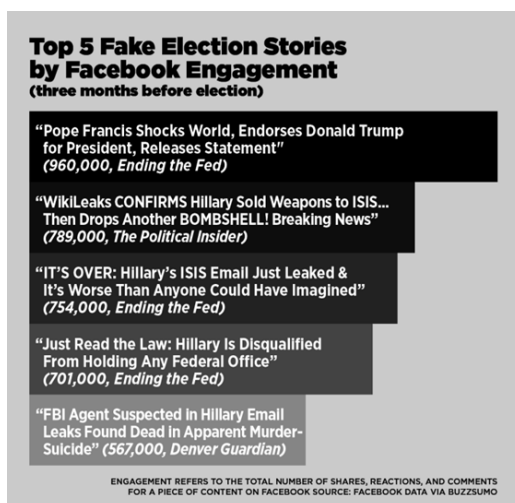 Top 5 Fake Election Stories
by Facebook Engagement
(three months before election)
“Pope Francis Shocks World, Endorses Donald Trump
for President, Releases Statement"
(960,000, Ending the Fed)
“WikiLeaks CONFIRMS Hillary Sold Weapons to ISIS...
Then Drops Another BOMBSHELL! Breaking News”
(789,000, The Political Insider)
“IT’S OVER: Hillary’s ISIS Email Just Leaked &
It’s Worse Than Anyone Could Have Imagined”
(754,000, Ending the Fed)
“Just Read the Law: Hillary Is Disqualified
From Holding Any Federal Office”
(701,000, Ending the Fed)
“FBI Agent Suspected in Hillary Email
Leaks Found Dead in Apparent Murder-
Suicide” (567,000, Denver Guardian)
ENGAGEMENT REFERS TO THE TOTAL NUMBER OF SHARES, REACTIONS, AND COMMENTS
FOR A PIECE OF CONTENT ON FACEBOOK SOURCE: FACEBOOK DATA VIA BUZZSUMO